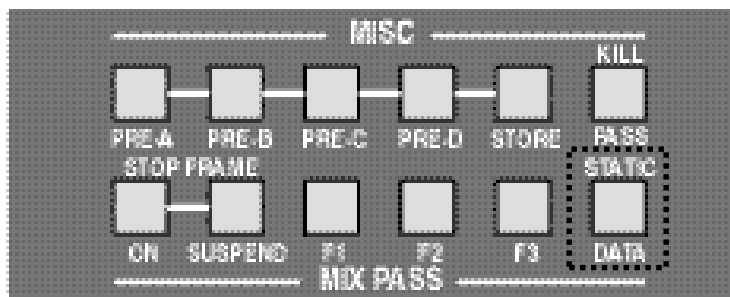 MISC
KILL
PRE-A PRE-B PRE-C PRE-D STORE PASS
STOP FRAME STATIC
ON SUSPEND F1 F2 F3 DATA
MIX PASS